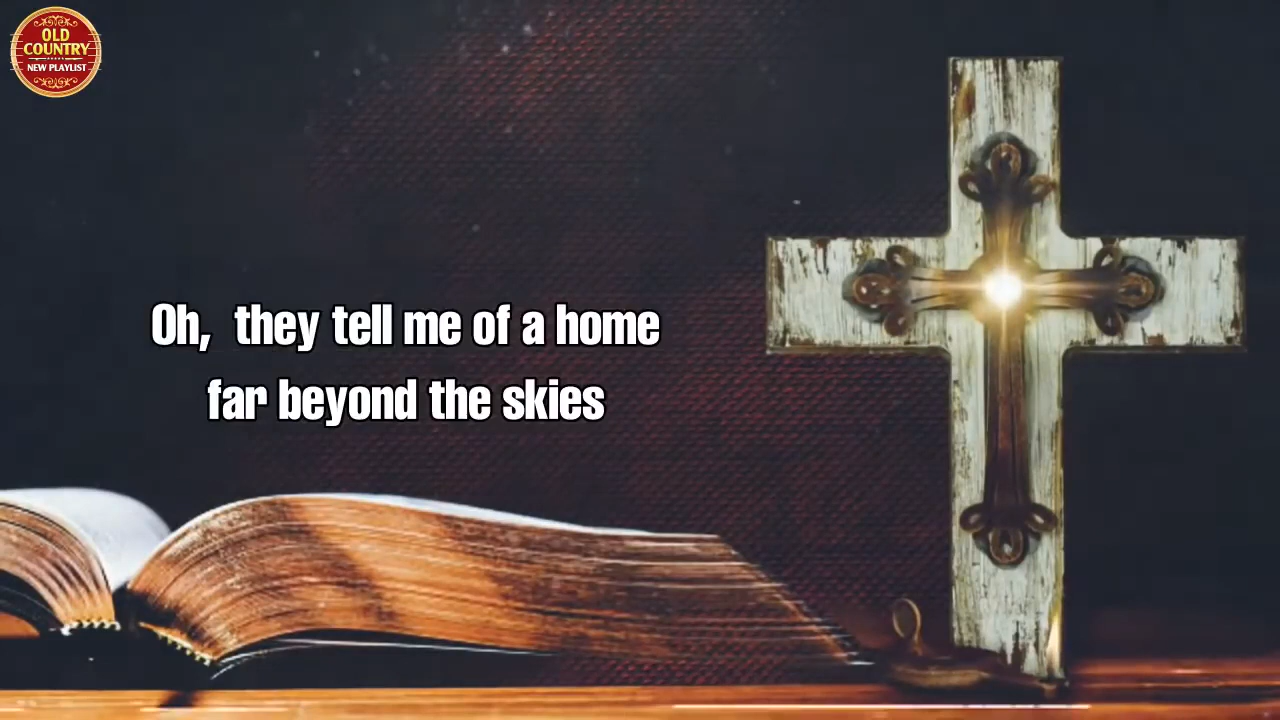 OLD
COUNTRY
NEW PLAYLIST
Oh, they tell me of a home
far beyond the skies